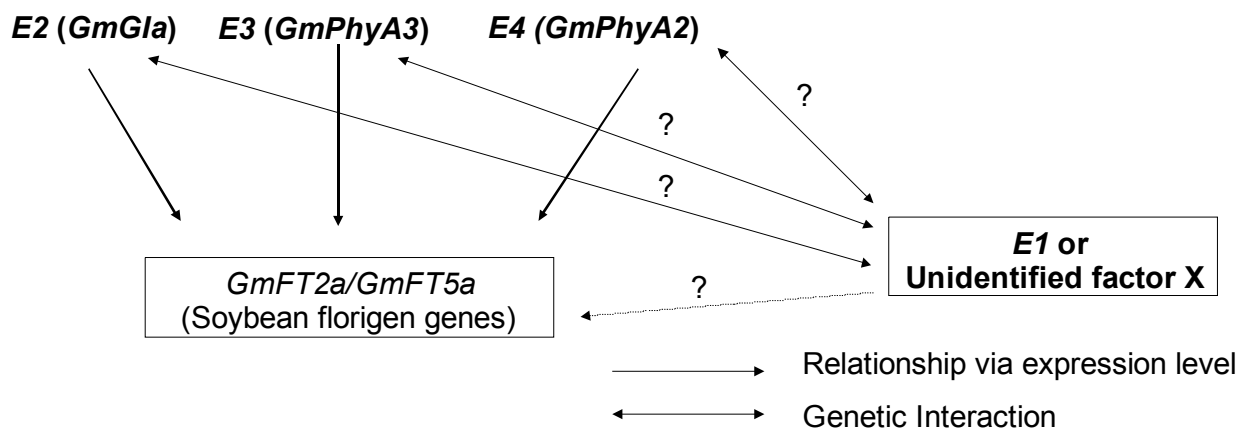 E2 (GmGIa) E3 (GmPhyA3) E4 (GmPhyA2)
?
?
?
E1 or
Unidentified factor X
GmFT2a/GmFT5a
(Soybean florigen genes)
?
Relationship via expression level
Genetic Interaction